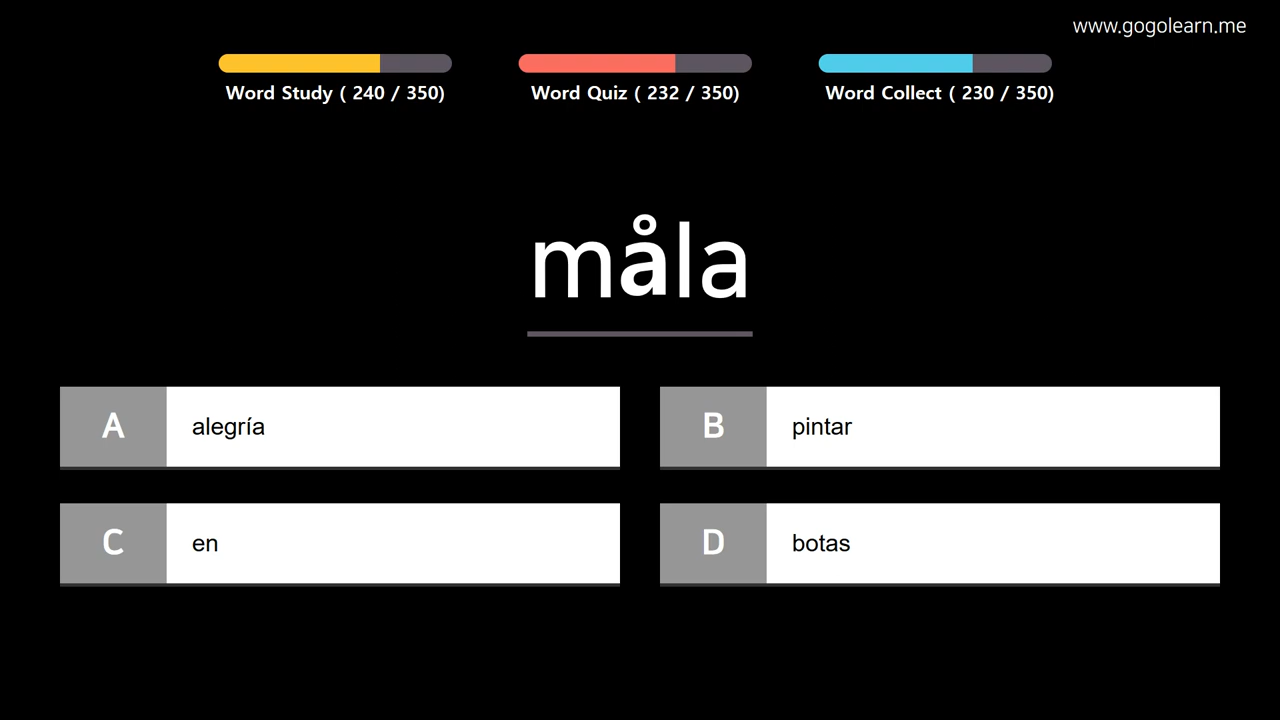 www.gogolearn.me
Word Study ( 240 / 350)
Word Quiz ( 232 / 350)
Word Collect ( 230 / 350)
måla
A alegría
B pintar
C en
D botas